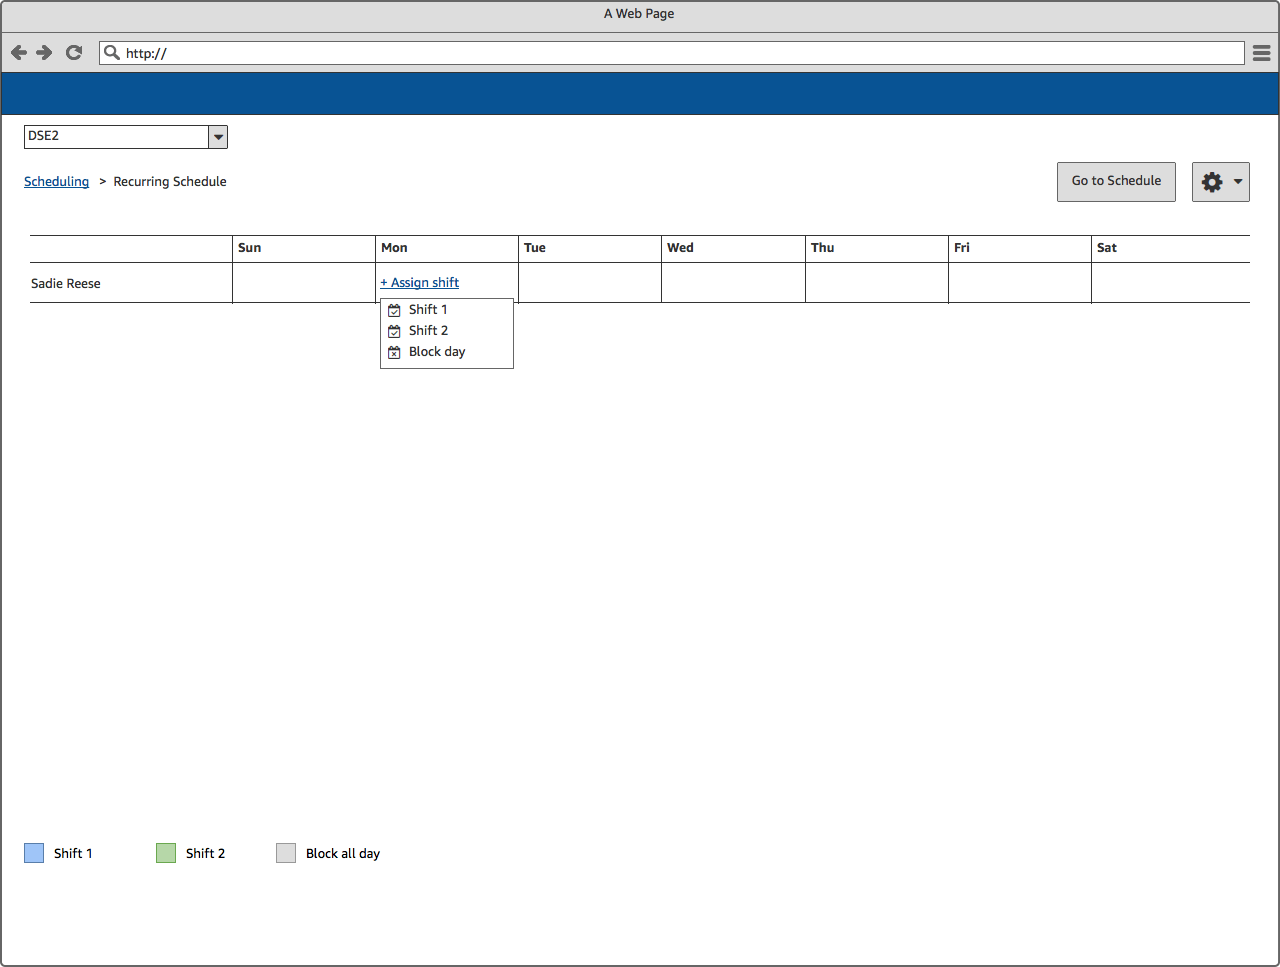 A Web Page
http://
DSE2
Scheduling > Recurring Schedule
Go to Schedule
Sun Mon Tue Wed Thu Fri Sat
Sadie Reese + Assign shift
Shift 1
Shift 2
Block day
Shift 1 Shift 2 Block all day